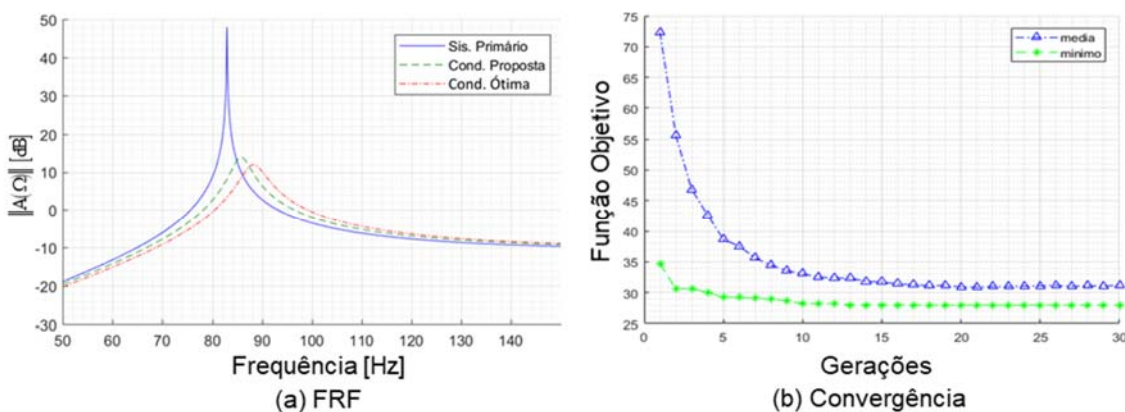 50
40
30
20
10
0
-10
-20
-30
||A(Ω)|| [dB]
Sis. Primário
Cond. Proposta
Cond. Ótima
50 60 70 80 90 100 110 120 130 140
Frequência [Hz]
(a) FRF
75
70
65
60
55
50
45
40
35
30
25
Função Objetivo
media
minimo
0 5 10 15 20 25 30
Gerações
(b) Convergência